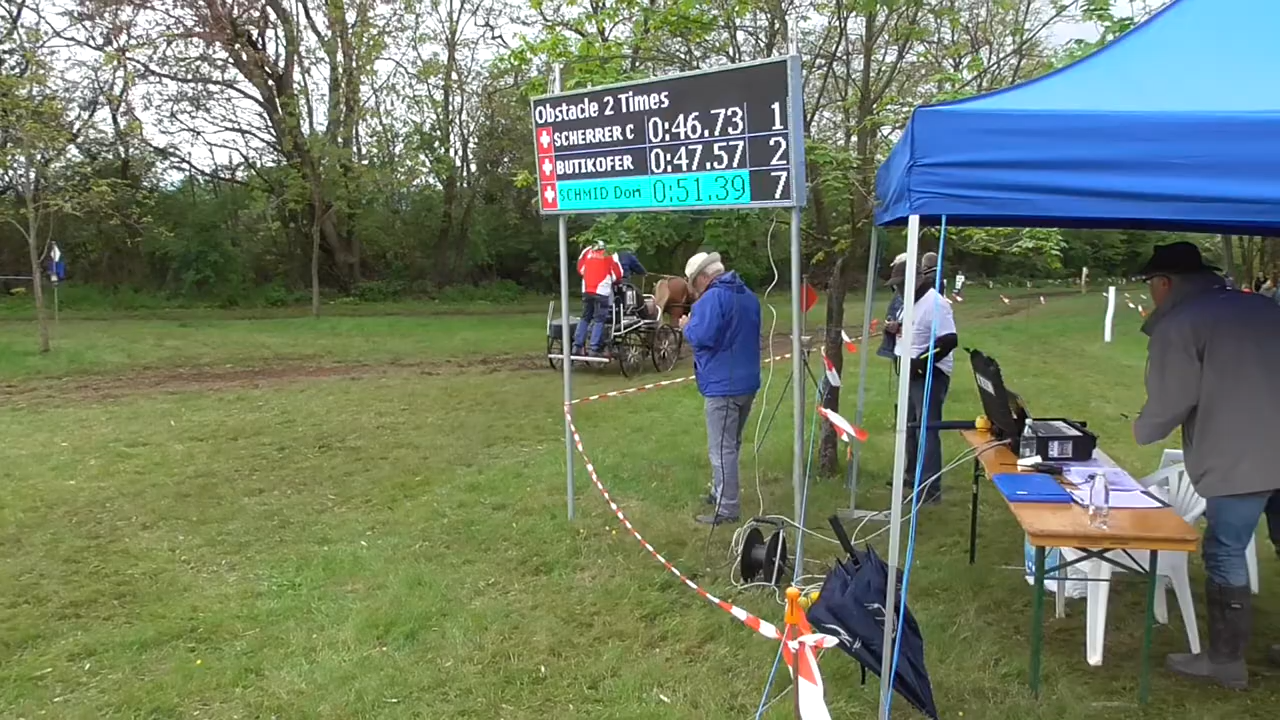 Obstacle 2 Times
SCHERRER C 0:46.73 1
BUTIKOFER 0:47.57 2
SCHMID Dom 0:51.39 7